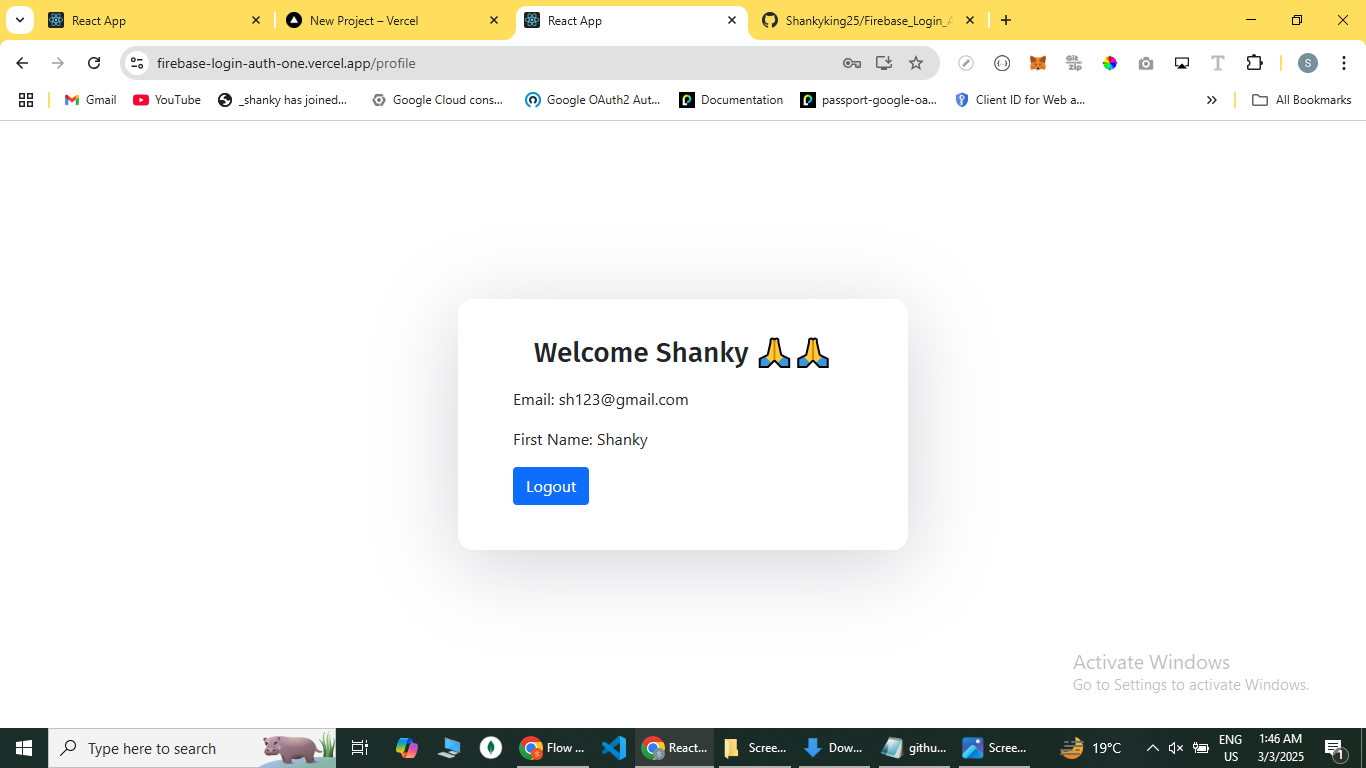 React App
New Project – Vercel
React App
Shankyking25/Firebase_Login_A
firebase-login-auth-one.vercel.app/profile
Git
zip
T
S
Gmail
YouTube
_shanky has joined...
Google Cloud cons...
Google OAuth2 Aut...
Documentation
passport-google-oa...
Client ID for Web a...
All Bookmarks
Welcome Shanky 🙏🙏
Email: sh123@gmail.com
First Name: Shanky
Logout
Activate Windows
Go to Settings to activate Windows.
Type here to search
Flow ...
React...
Scree...
Dow...
githu...
Scree...
19°C
ENG
US
1:46 AM
3/3/2025
1